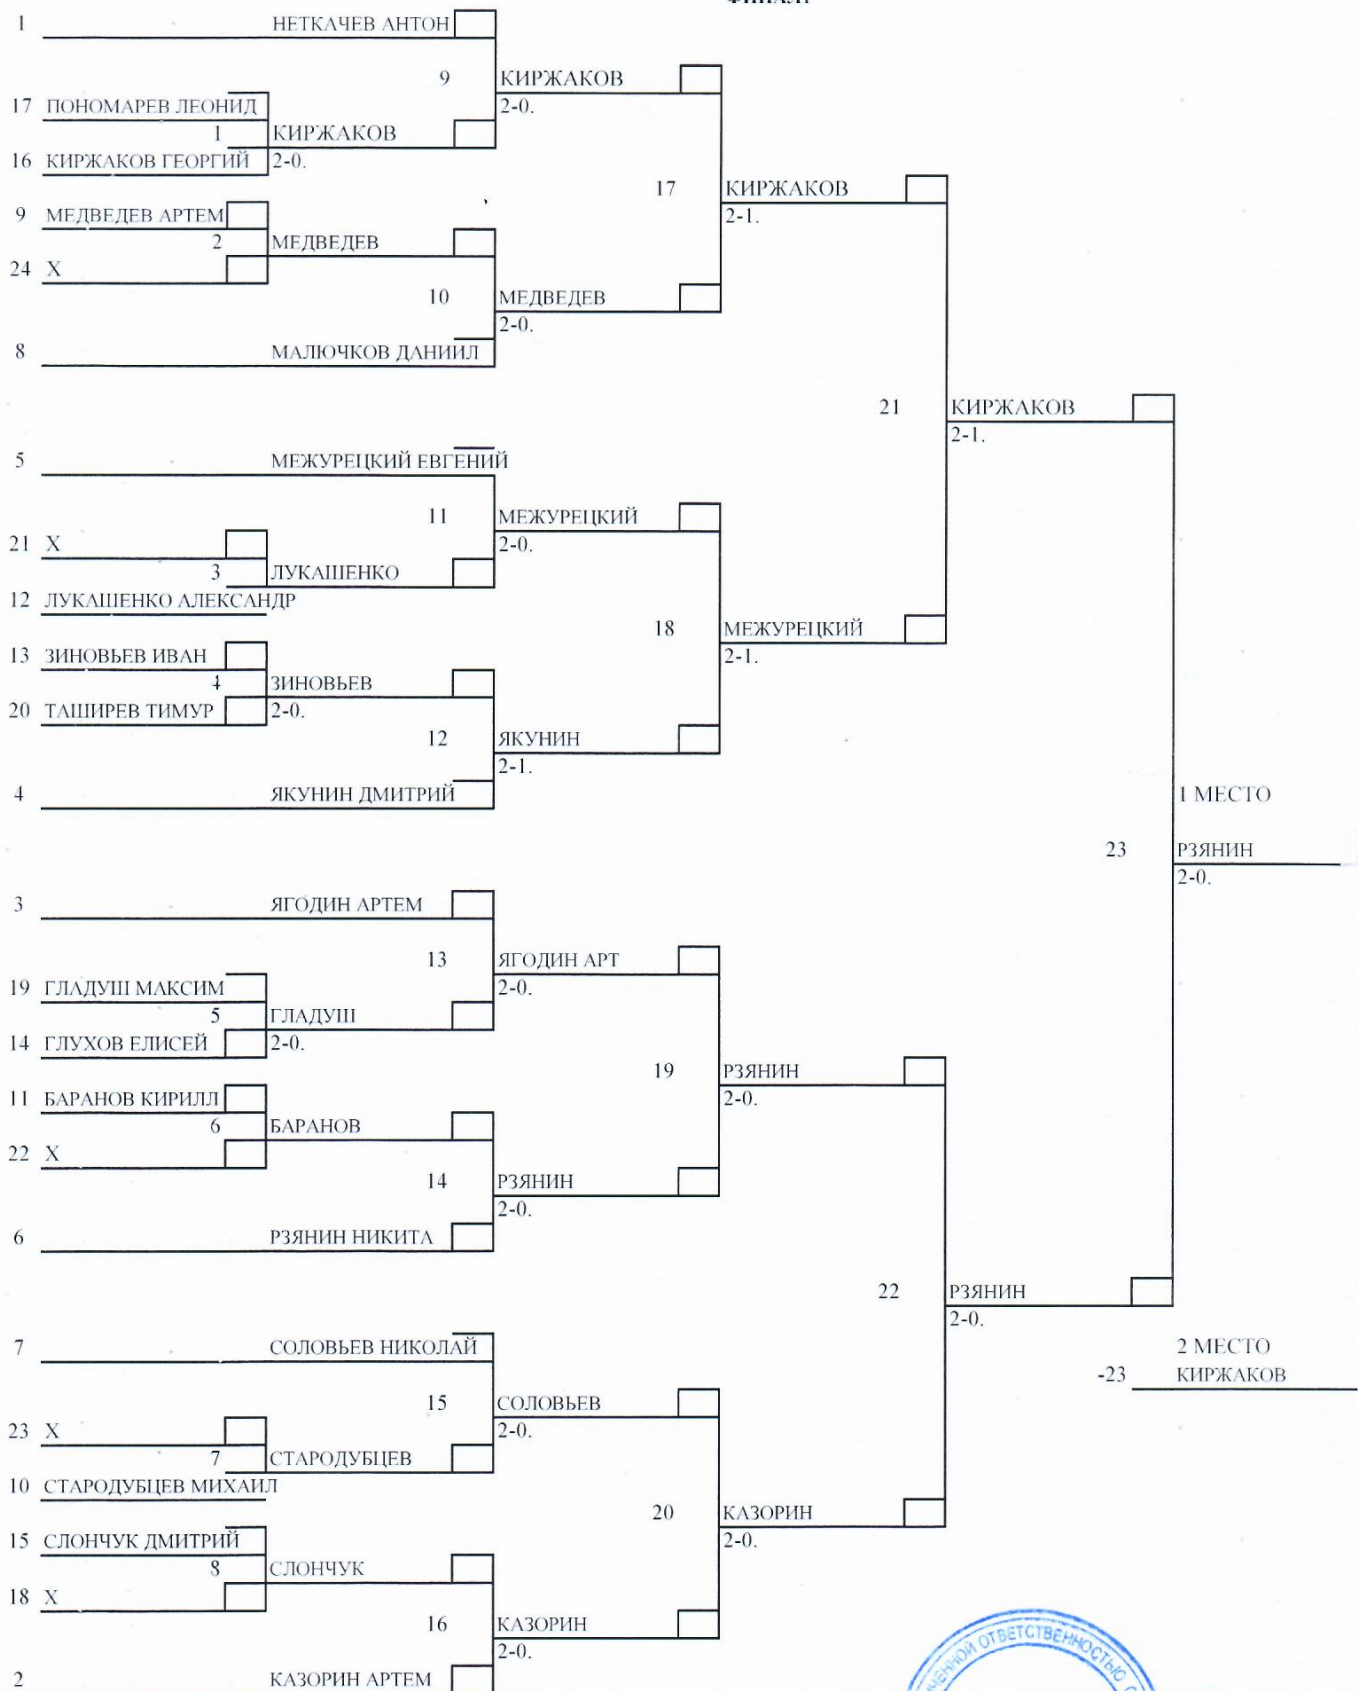 ФИНАЛ:
1 НЕТКАЧЕВ АНТОН
9 КИРЖАКОВ
17 ПОНОМАРЕВ ЛЕОНИД
2-0.
1 КИРЖАКОВ
16 КИРЖАКОВ ГЕОРГИЙ
2-0.
17 КИРЖАКОВ
9 МЕДВЕДЕВ АРТЕМ
2-1.
2 МЕДВЕДЕВ
24 X
10 МЕДВЕДЕВ
2-0.
8 МАЛЮЧКОВ ДАНИИЛ
21 КИРЖАКОВ
2-1.
5 МЕЖУРЕЦКИЙ ЕВГЕНИЙ
11 МЕЖУРЕЦКИЙ
21 X
2-0.
3 ЛУКАШЕНКО
12 ЛУКАШЕНКО АЛЕКСАНДР
18 МЕЖУРЕЦКИЙ
13 ЗИНОВЬЕВ ИВАН
2-1.
4 ЗИНОВЬЕВ
20 ТАШИРЕВ ТИМУР
2-0.
12 ЯКУНИН
2-1.
4 ЯКУНИН ДМИТРИЙ
1 МЕСТО
23 РЗЯНИН
2-0.
3 ЯГОДИН АРТЕМ
13 ЯГОДИН АРТ
19 ГЛАДУШ МАКСИМ
2-0.
5 ГЛАДУШ
14 ГЛУХОВ ЕЛИСЕЙ
2-0.
19 РЗЯНИН
11 БАРАНОВ КИРИЛЛ
2-0.
6 БАРАНОВ
22 X
14 РЗЯНИН
2-0.
6 РЗЯНИН НИКИТА
22 РЗЯНИН
2-0.
7 СОЛОВЬЕВ НИКОЛАЙ
2 МЕСТО
-23 КИРЖАКОВ
15 СОЛОВЬЕВ
23 X
2-0.
7 СТАРОДУБЦЕВ
10 СТАРОДУБЦЕВ МИХАИЛ
20 КАЗОРИН
15 СЛОНЧУК ДМИТРИЙ
2-0.
8 СЛОНЧУК
18 X
16 КАЗОРИН
2-0.
2 КАЗОРИН АРТЕМ
ОТВЕТСТВЕННОСТЬЮ